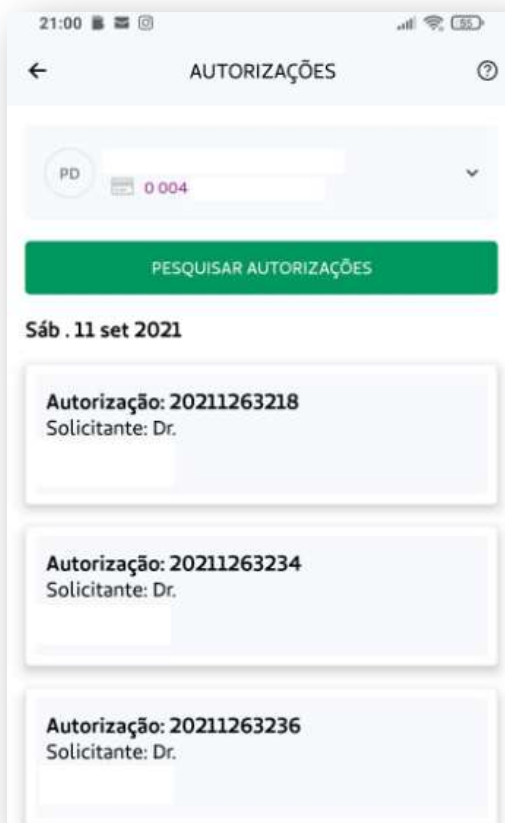 21:00
55
AUTORIZAÇÕES
PD
0 004
PESQUISAR AUTORIZAÇÕES
Sáb . 11 set 2021
Autorização: 20211263218
Solicitante: Dr.
Autorização: 20211263234
Solicitante: Dr.
Autorização: 20211263236
Solicitante: Dr.